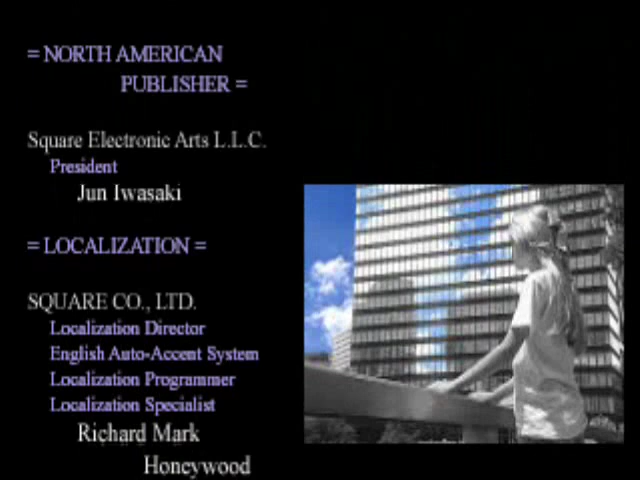 = NORTH AMERICAN
PUBLISHER =
Square Electronic Arts L.L.C.
President
Jun Iwasaki
= LOCALIZATION =
SQUARE CO., LTD.
Localization Director
English Auto-Accent System
Localization Programmer
Localization Specialist
Richard Mark
Honeywood